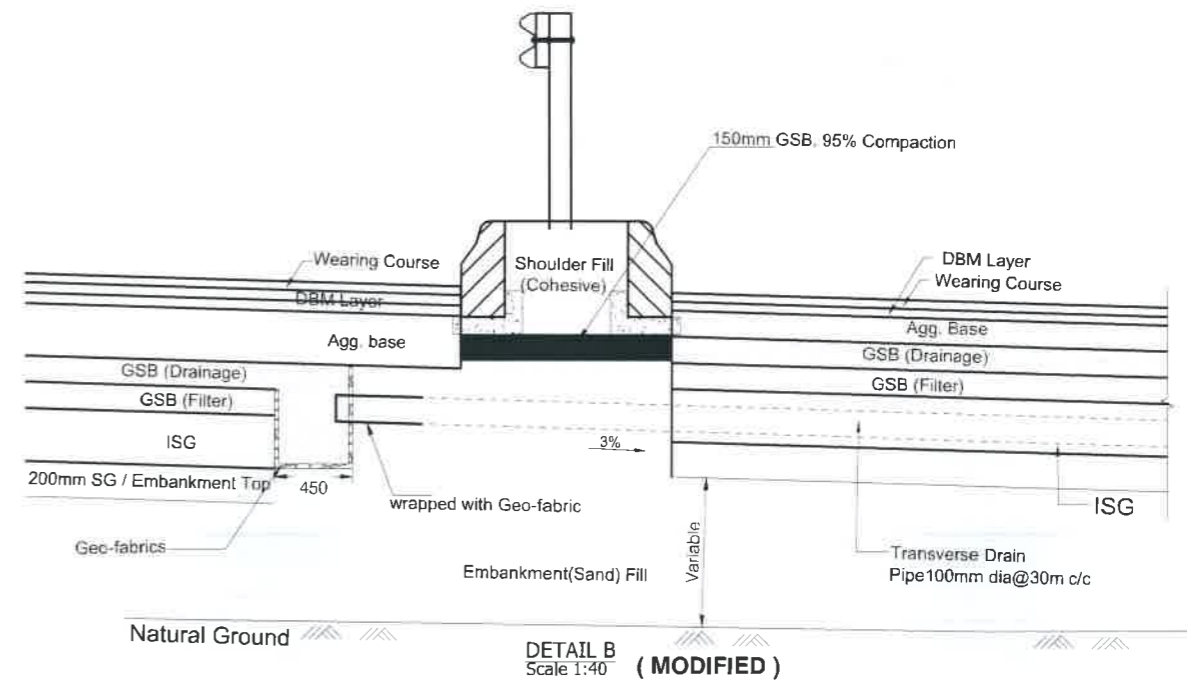 150mm GSB, 95% Compaction
Wearing Course
DBM Layer
Agg. base
GSB (Drainage)
GSB (Filter)
ISG
200mm SG / Embankment Top
450
Geo-fabrics
wrapped with Geo-fabric
Shoulder Fill
(Cohesive)
DBM Layer
Wearing Course
Agg. Base
GSB (Drainage)
GSB (Filter)
3%
ISG
Variable
Transverse Drain
Pipe100mm dia@30m c/c
Embankment(Sand) Fill
Natural Ground
DETAIL B
Scale 1:40
( MODIFIED )